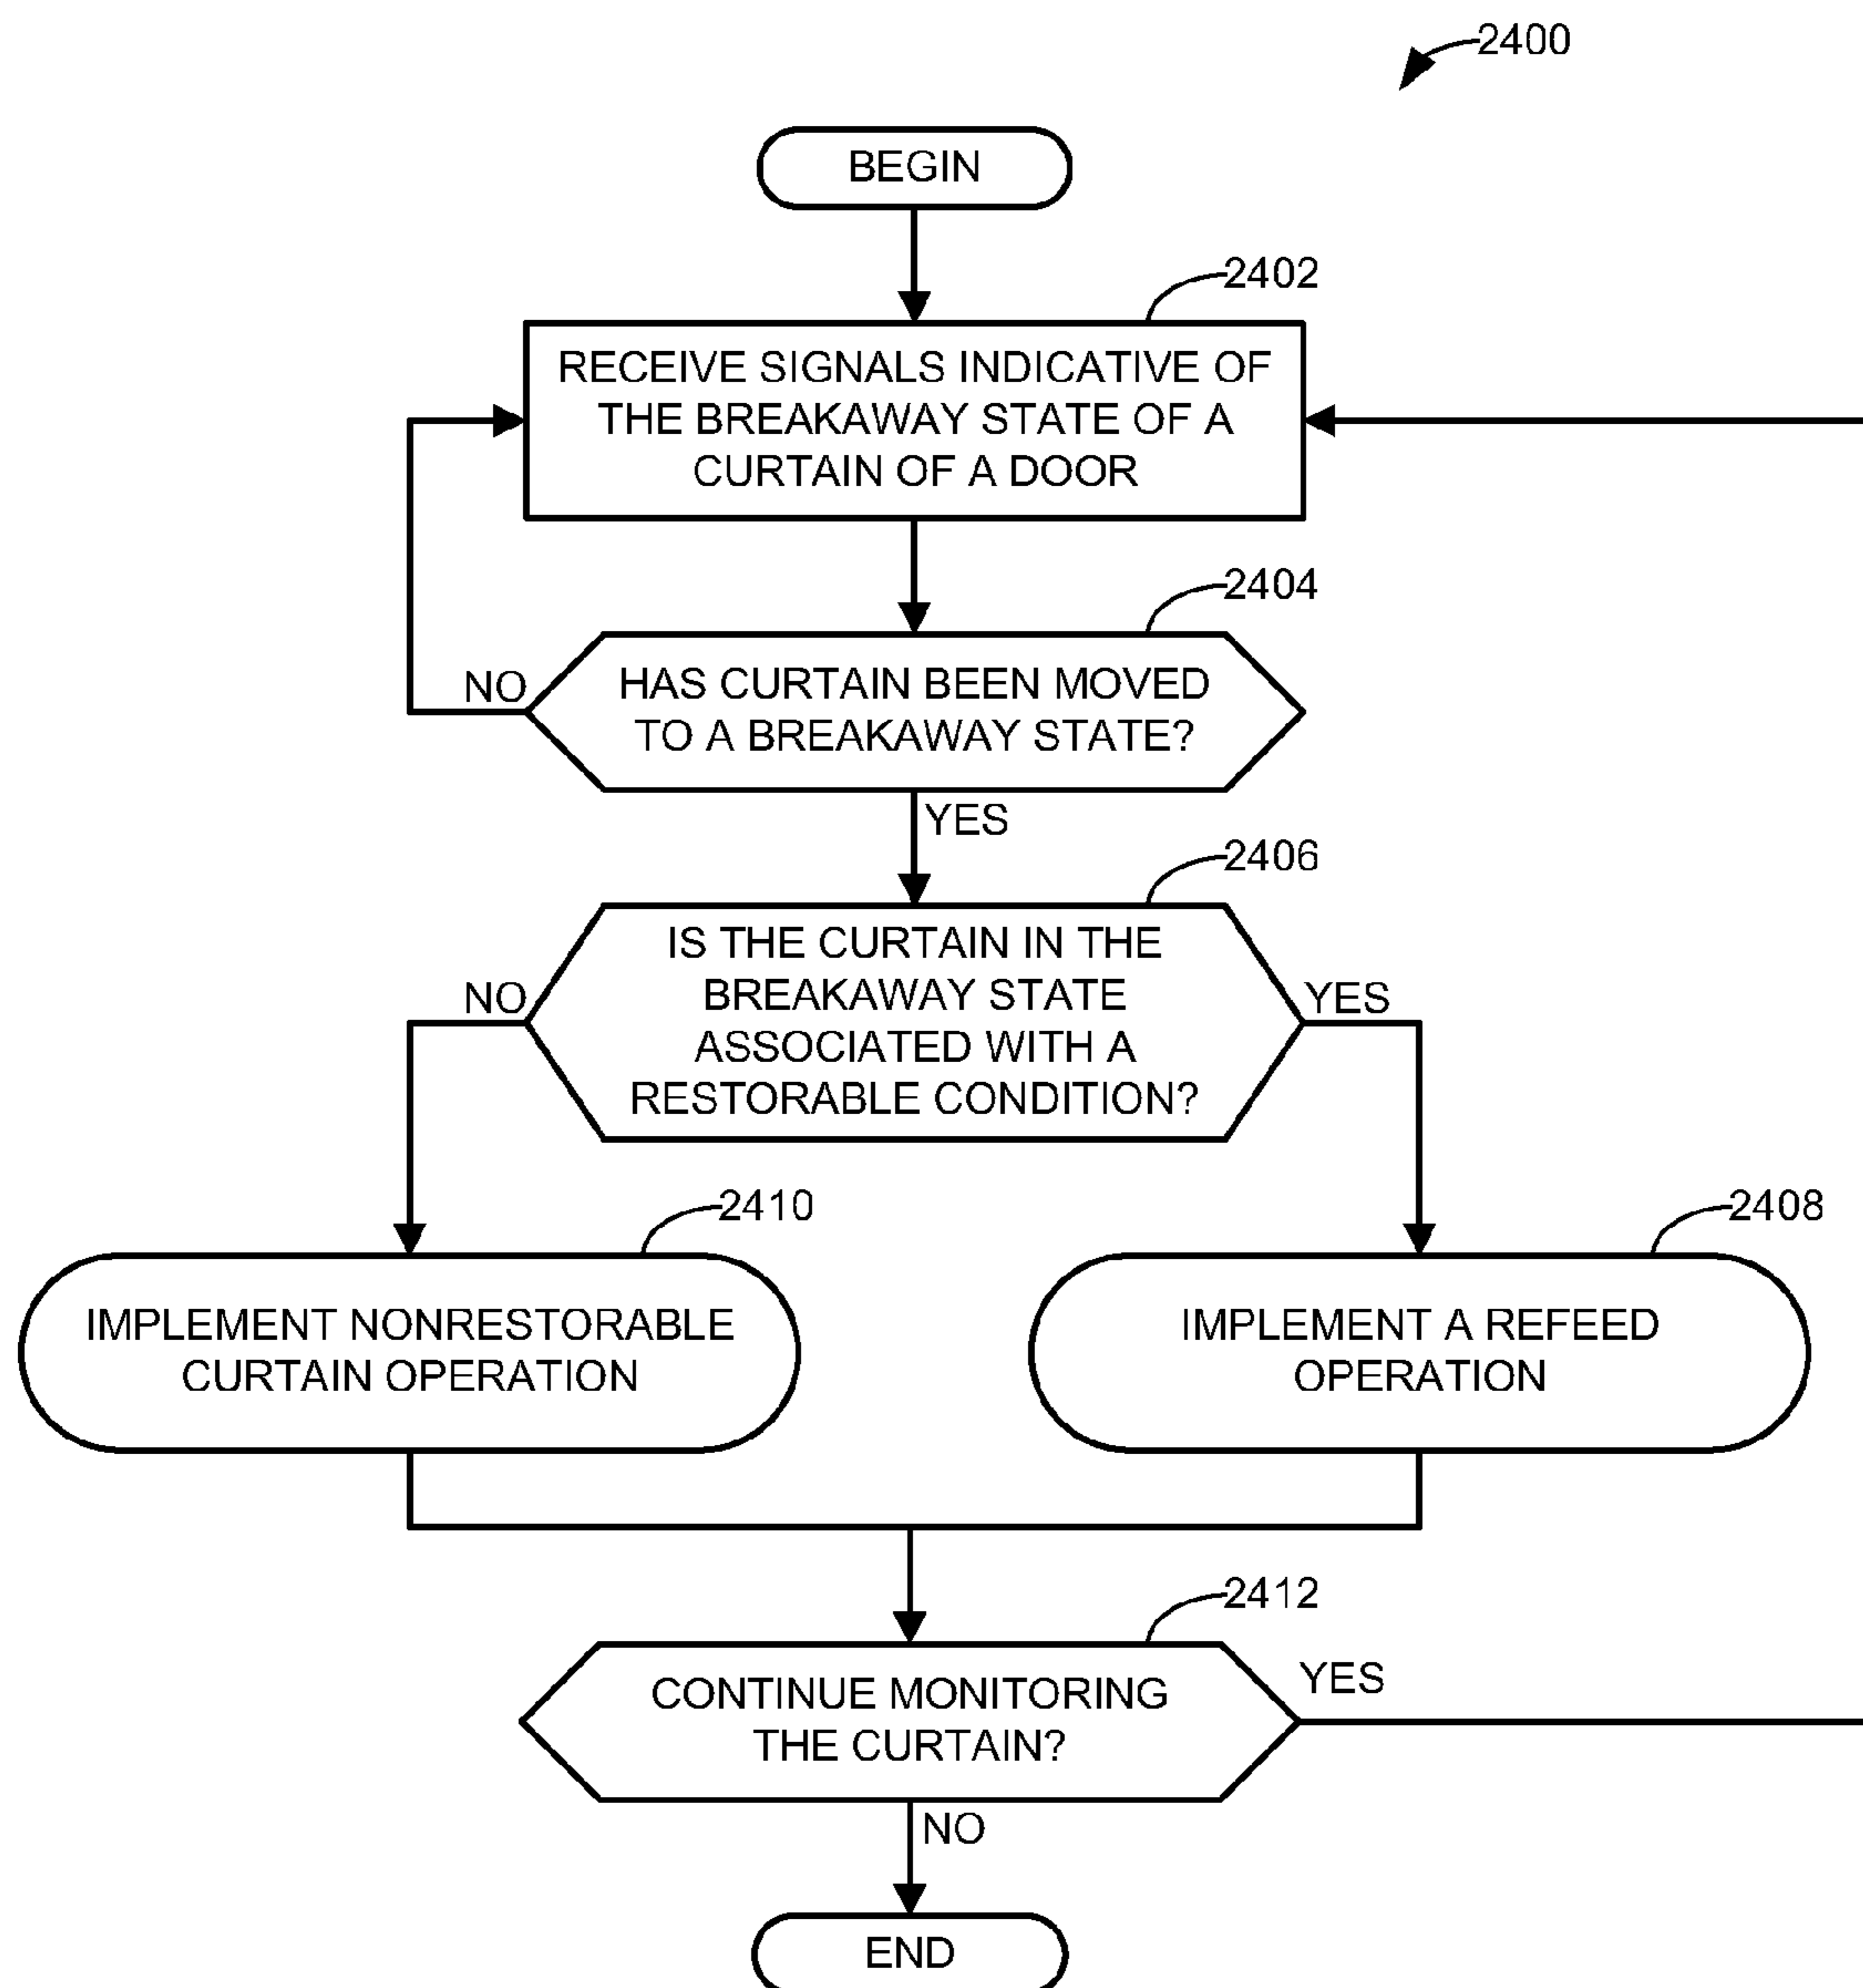 2400
BEGIN
2402
RECEIVE SIGNALS INDICATIVE OF
THE BREAKAWAY STATE OF A
CURTAIN OF A DOOR
2404
NO
HAS CURTAIN BEEN MOVED
TO A BREAKAWAY STATE?
YES
2406
IS THE CURTAIN IN THE
BREAKAWAY STATE
ASSOCIATED WITH A
RESTORABLE CONDITION?
NO
YES
2410
IMPLEMENT NONRESTORABLE
CURTAIN OPERATION
2408
IMPLEMENT A REFEED
OPERATION
2412
CONTINUE MONITORING
THE CURTAIN?
YES
NO
END